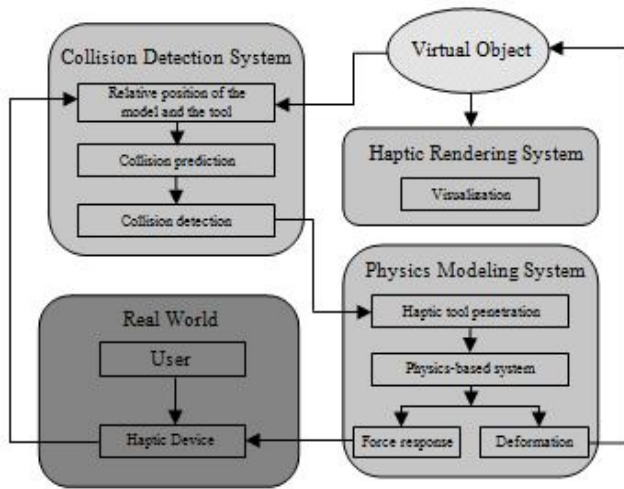 Collision Detection System
Relative position of the
model and the tool
Collision prediction
Collision detection
Virtual Object
Haptic Rendering System
Visualization
Physics Modeling System
Haptic tool penetration
Physics-based system
Force response
Deformation
Real World
User
Haptic Device